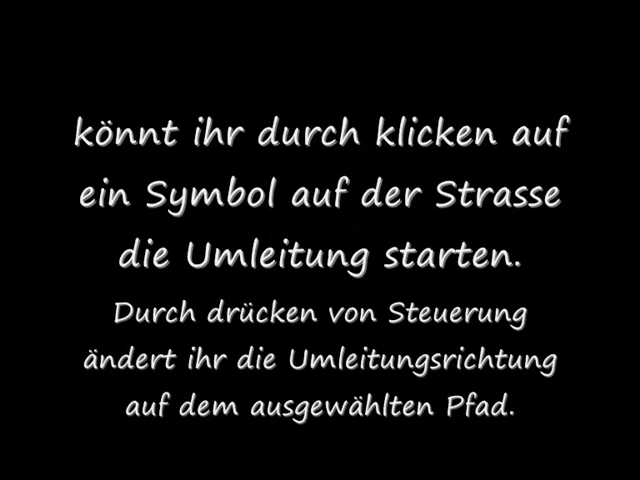 könnt ihr durch klicken auf
ein Symbol auf der Strasse
die Umleitung starten.
Durch drücken von Steuerung
ändert ihr die Umleitungsrichtung
auf dem ausgewählten Pfad.